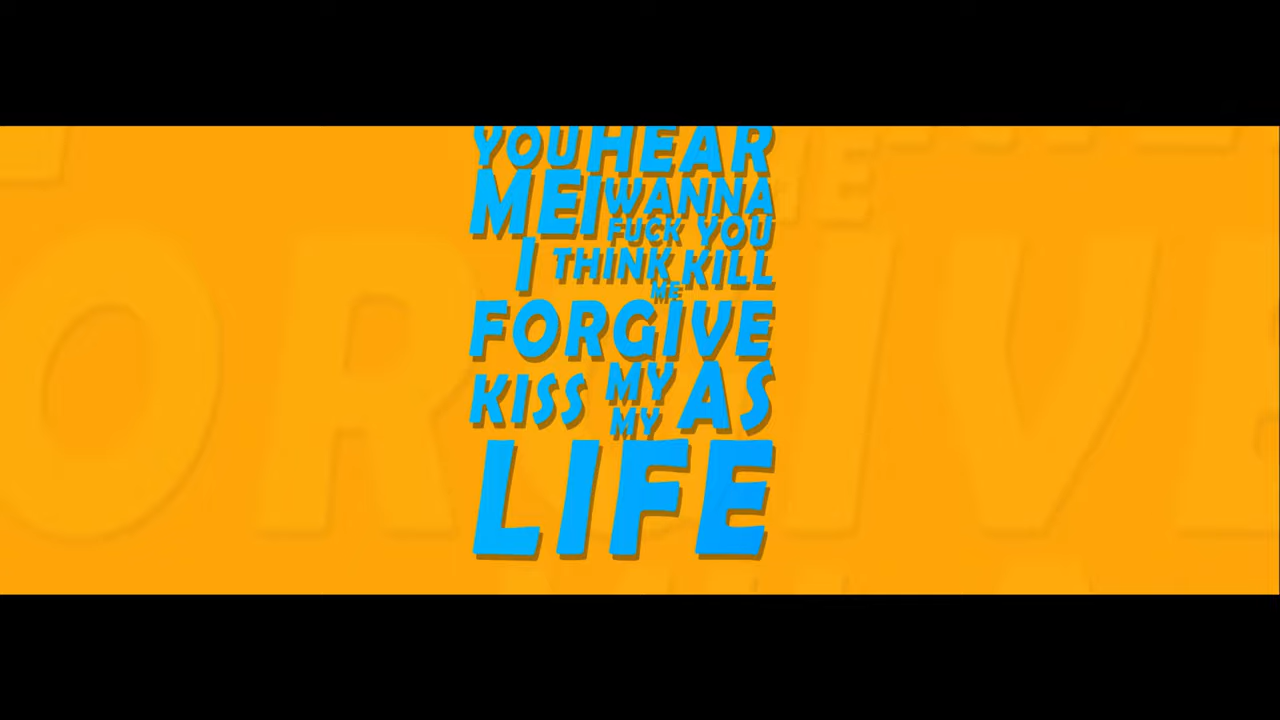 YOU HEAR
ME I WANNA
FUCK YOU
I THINK KILL
ME
FORGIVE
KISS MY AS
MY
LIFE